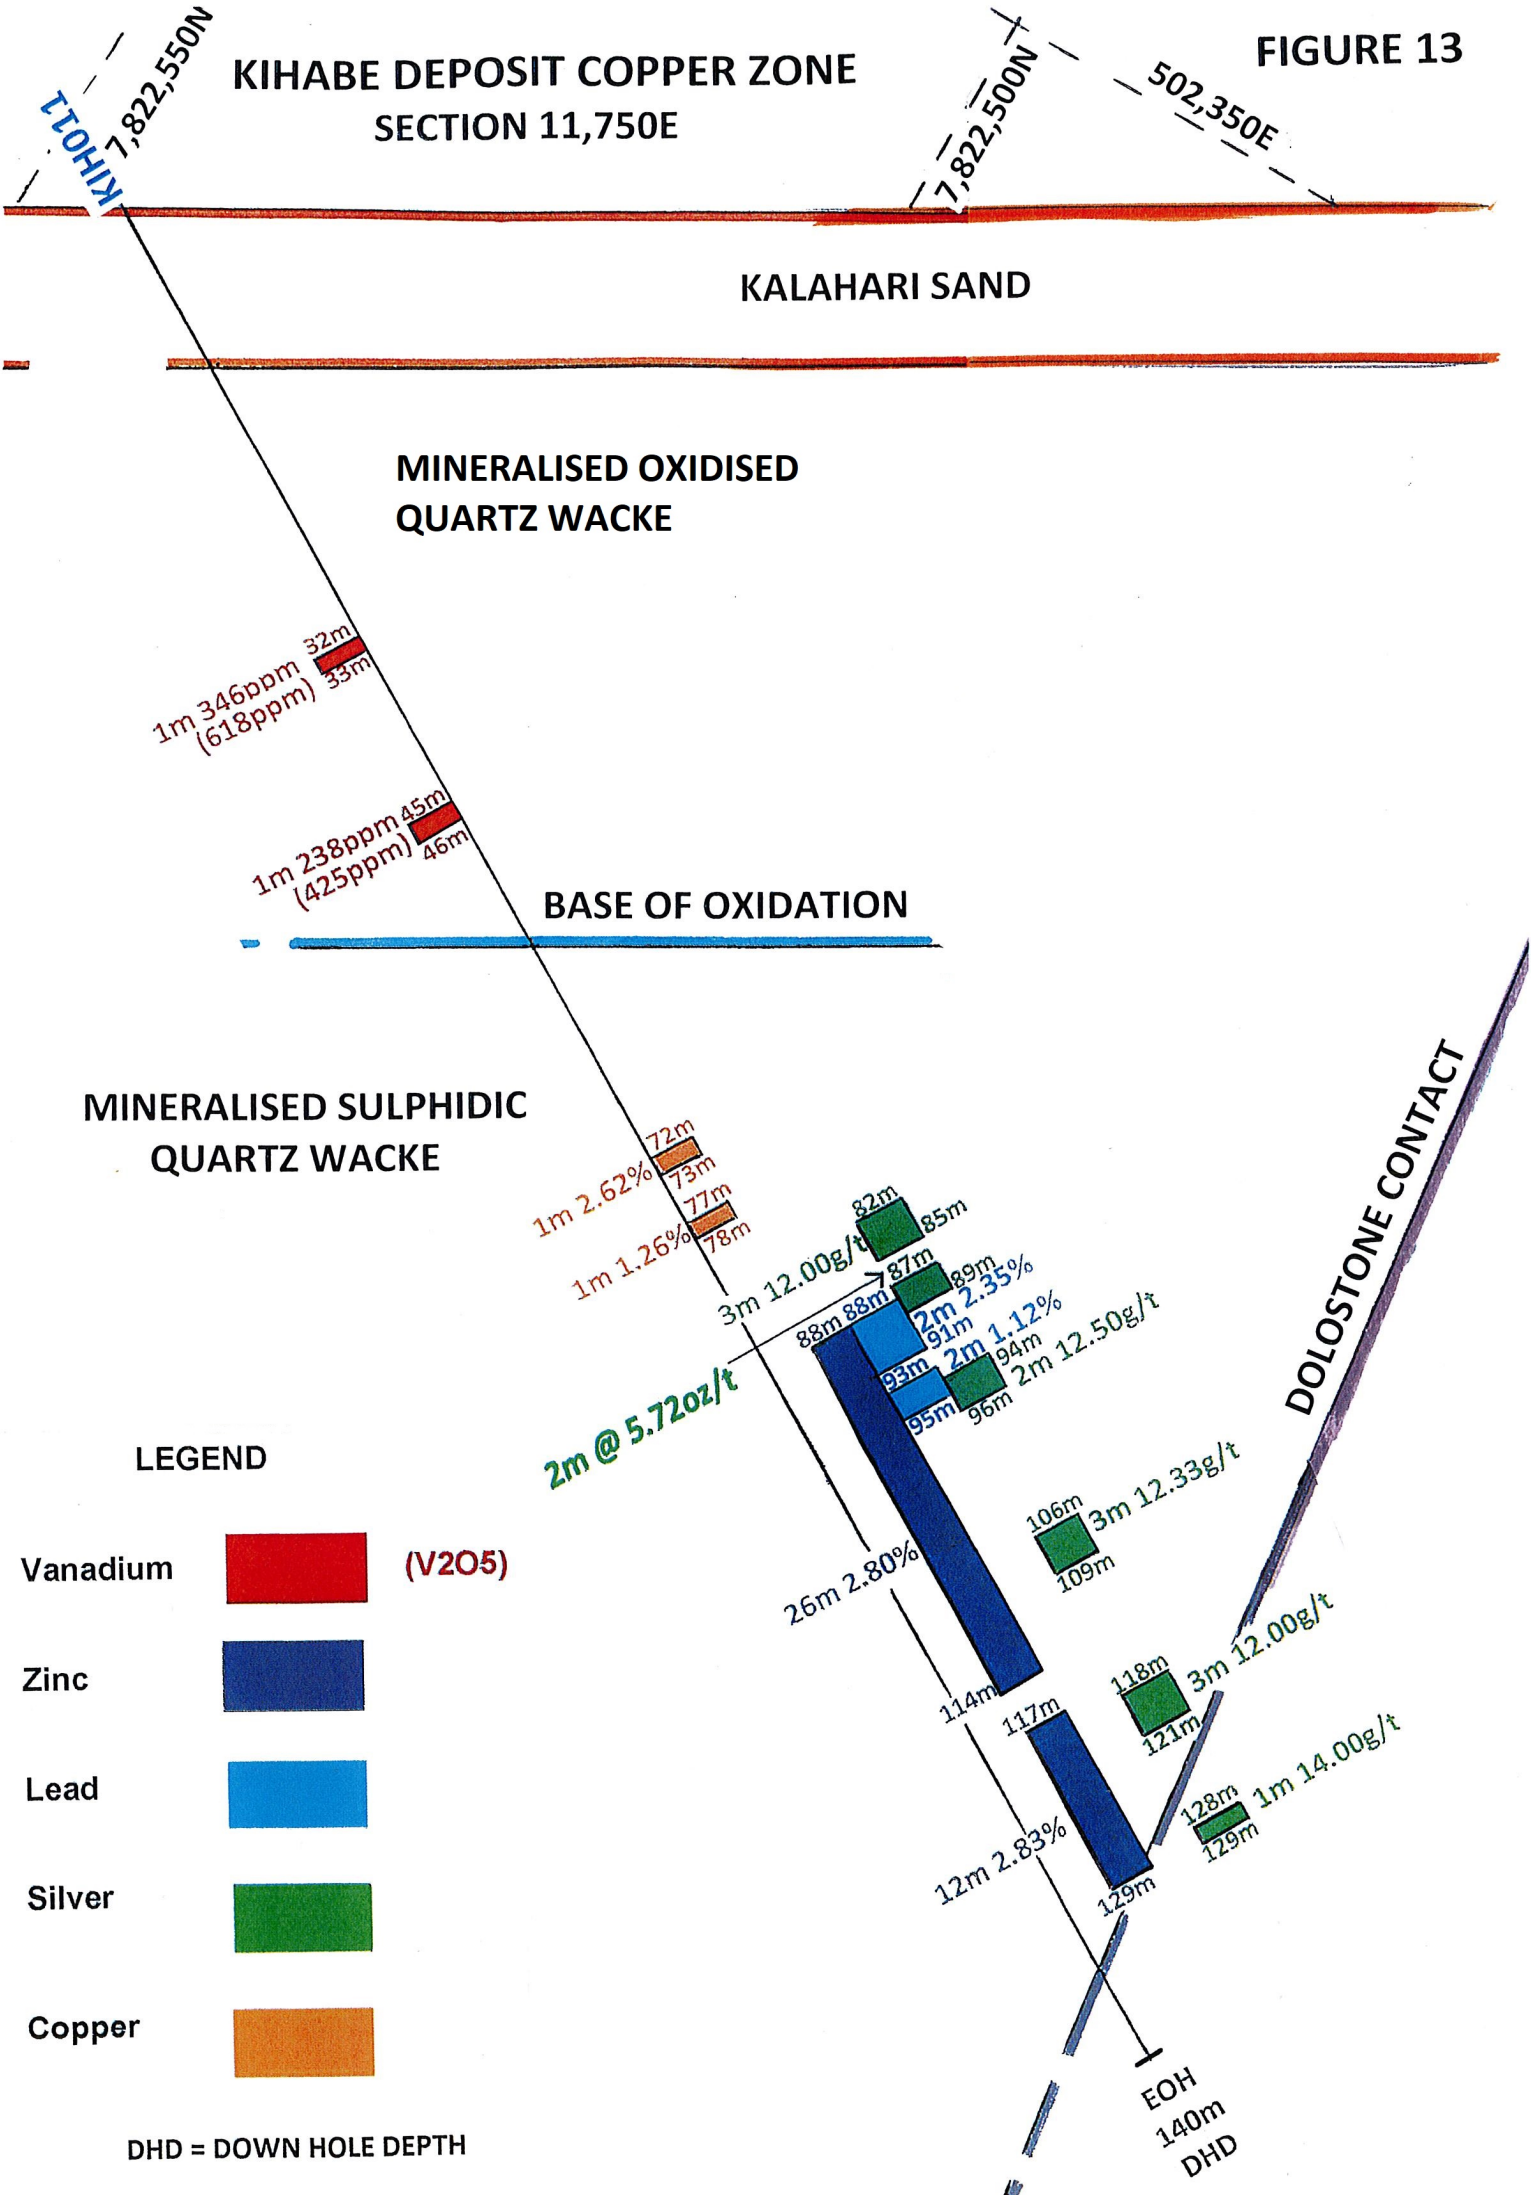 7,822,550N
KIHABE DEPOSIT COPPER ZONE
SECTION 11,750E
FIGURE 13
7,822,500N
502,350E
KIH011
KALAHARI SAND
MINERALISED OXIDISED
QUARTZ WACKE
32m
33m
1m 346ppm
(618ppm)
45m
46m
1m 238ppm
(425ppm)
BASE OF OXIDATION
MINERALISED SULPHIDIC
QUARTZ WACKE
DOLOSTONE CONTACT
72m
73m
1m 2.62%
77m
78m
1m 1.26%
82m
85m
3m 12.00g/t
87m
89m
2m @ 5.72oz/t
88m
88m
2m 2.35%
91m
93m
2m 1.12%
95m
94m
2m 12.50g/t
96m
106m
3m 12.33g/t
109m
26m 2.80%
114m
117m
118m
3m 12.00g/t
121m
128m
1m 14.00g/t
129m
12m 2.83%
129m
EOH
140m
DHD
LEGEND
Vanadium
(V2O5)
Zinc
Lead
Silver
Copper
DHD = DOWN HOLE DEPTH